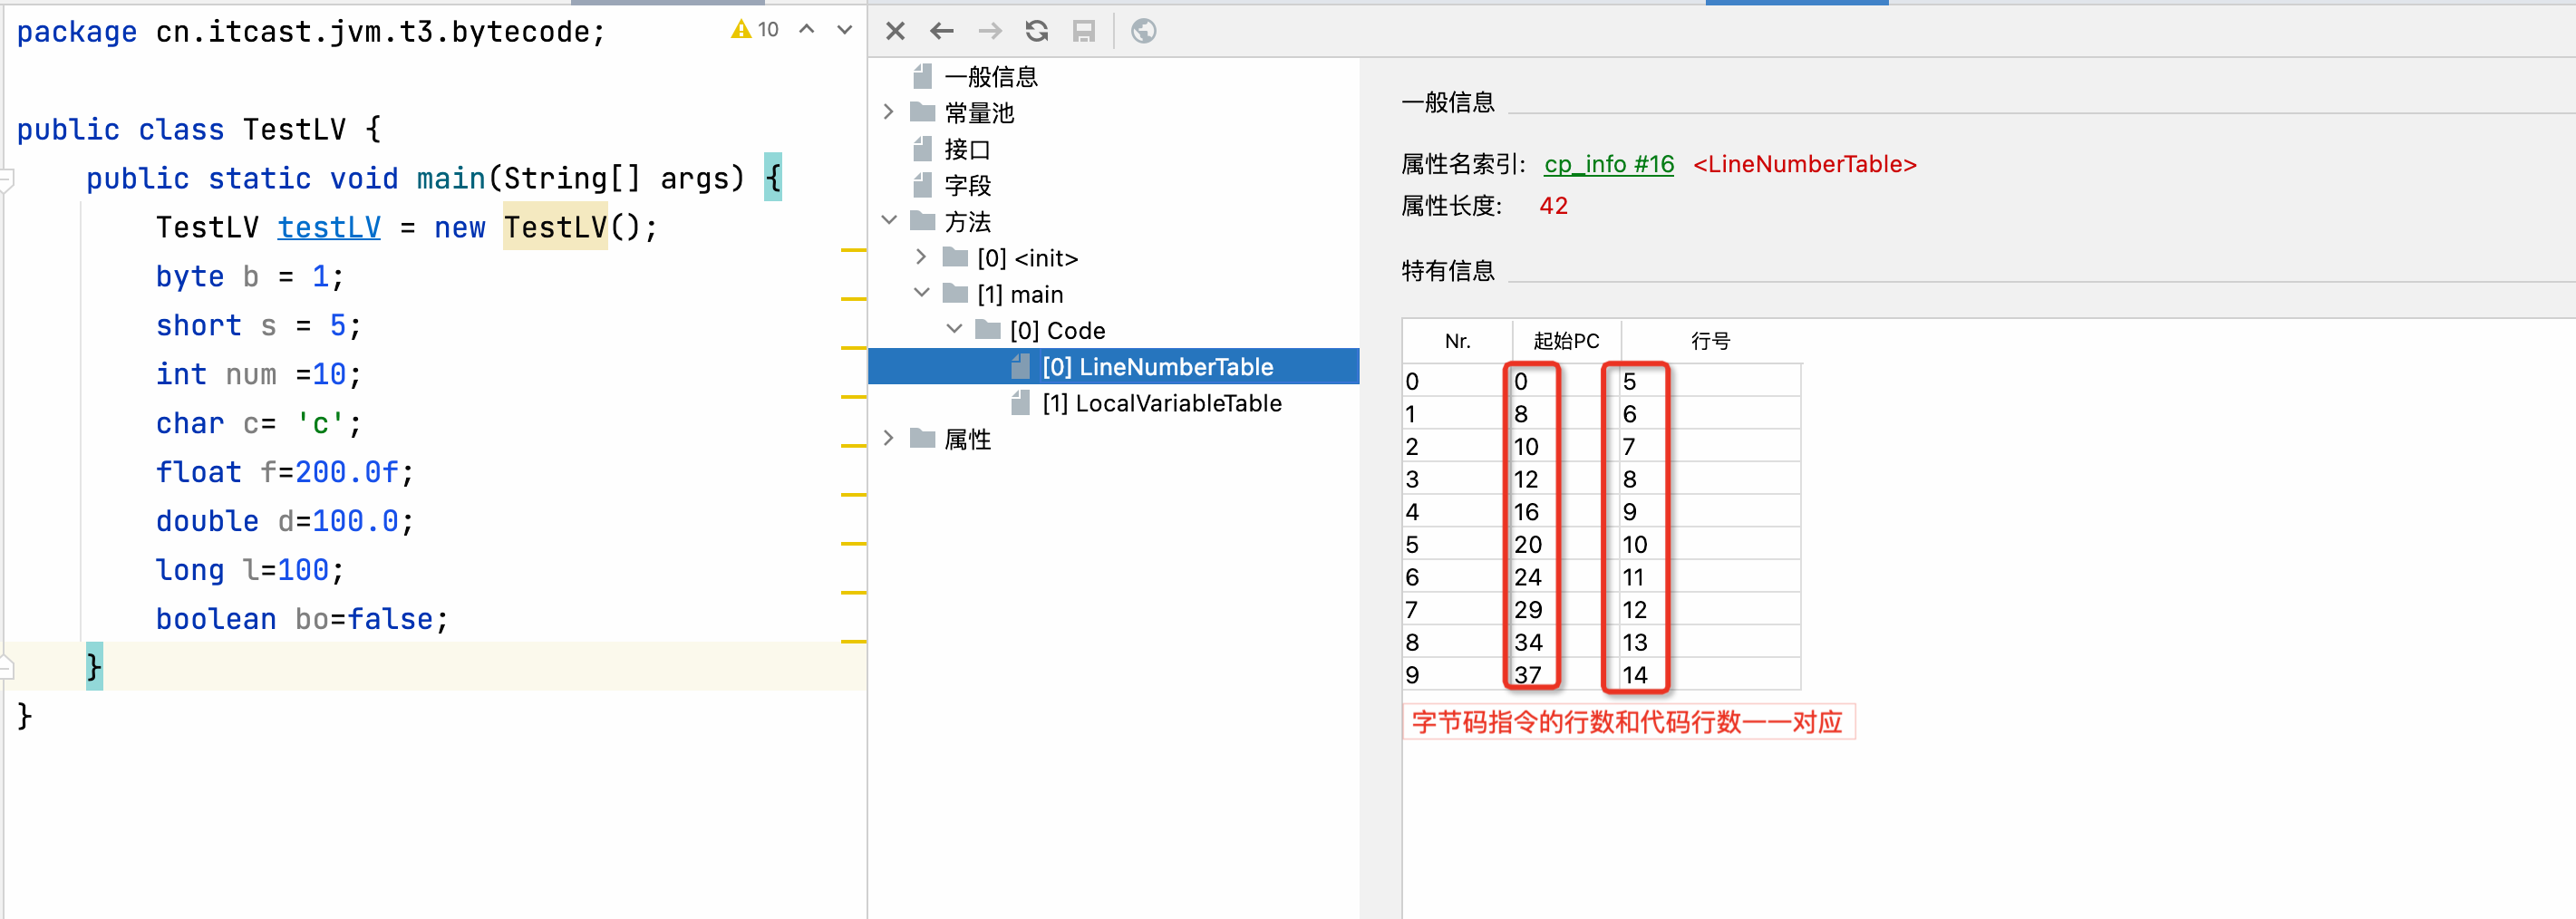 package cn.itcast.jvm.t3.bytecode;
10
public class TestLV {
public static void main(String[] args) {
TestLV testLV = new TestLV();
byte b = 1;
short s = 5;
int num =10;
char c= 'c';
float f=200.0f;
double d=100.0;
long l=100;
boolean bo=false;
}
}
一般信息
常量池
接口
字段
方法
[0] <init>
[1] main
[0] Code
[0] LineNumberTable
[1] LocalVariableTable
属性
一般信息
属性名索引: cp_info #16 <LineNumberTable>
属性长度: 42
特有信息
Nr. 起始PC 行号
0 0 5
1 8 6
2 10 7
3 12 8
4 16 9
5 20 10
6 24 11
7 29 12
8 34 13
9 37 14
字节码指令的行数和代码行数一一对应